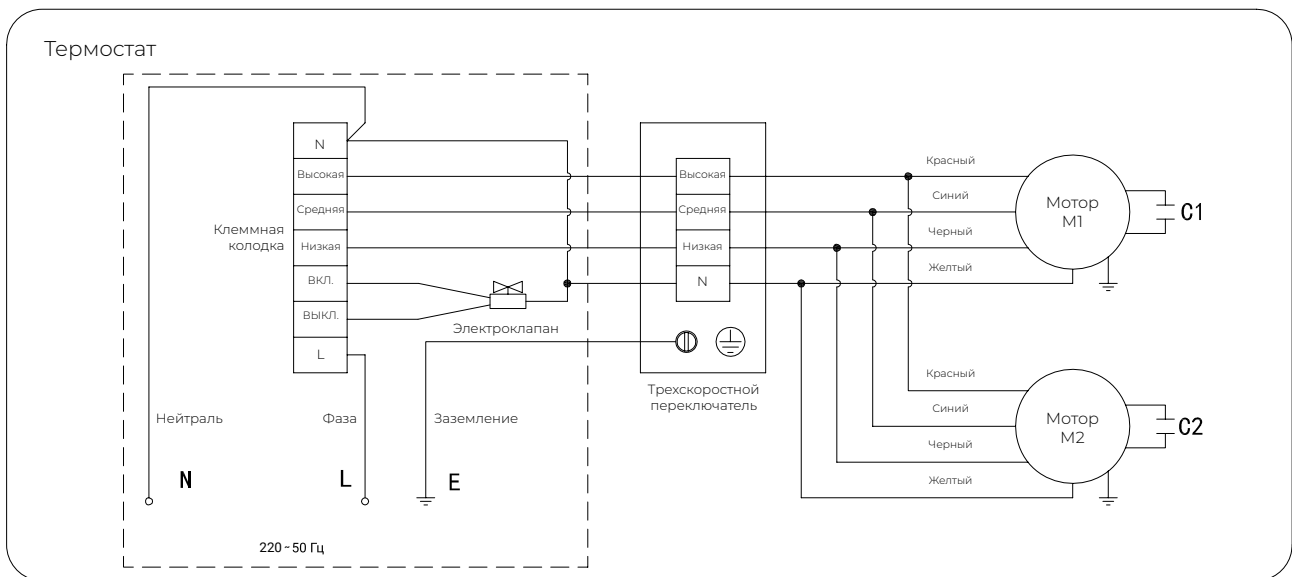 Термостат
Клеммная
колодка
N
Высокая
Средняя
Низкая
ВКЛ.
ВЫКЛ.
L
Электроклапан
Нейтраль
Фаза
Заземление
N
L
E
220~50 Гц
Высокая
Средняя
Низкая
N
Трехскоростной
переключатель
Красный
Синий
Черный
Желтый
Мотор
М1
C1
Красный
Синий
Черный
Желтый
Мотор
М2
C2